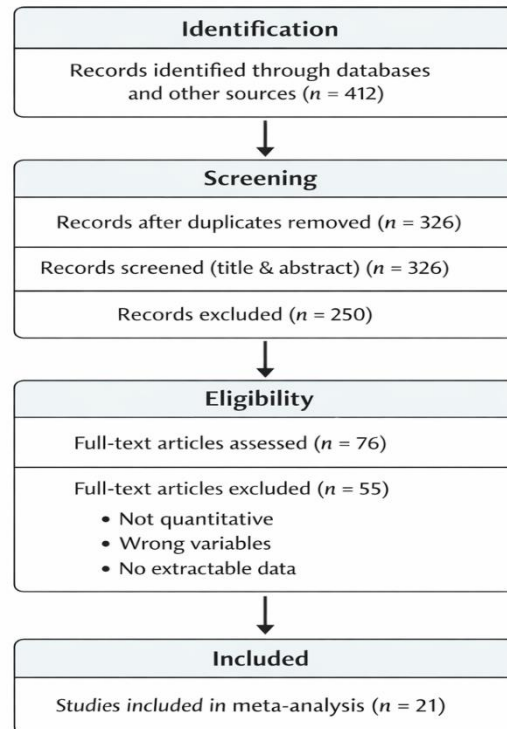 Identification
Records identified through databases
and other sources (n = 412)
Screening
Records after duplicates removed (n = 326)
Records screened (title & abstract) (n = 326)
Records excluded (n = 250)
Eligibility
Full-text articles assessed (n = 76)
Full-text articles excluded (n = 55)
• Not quantitative
• Wrong variables
• No extractable data
Included
Studies included in meta-analysis (n = 21)